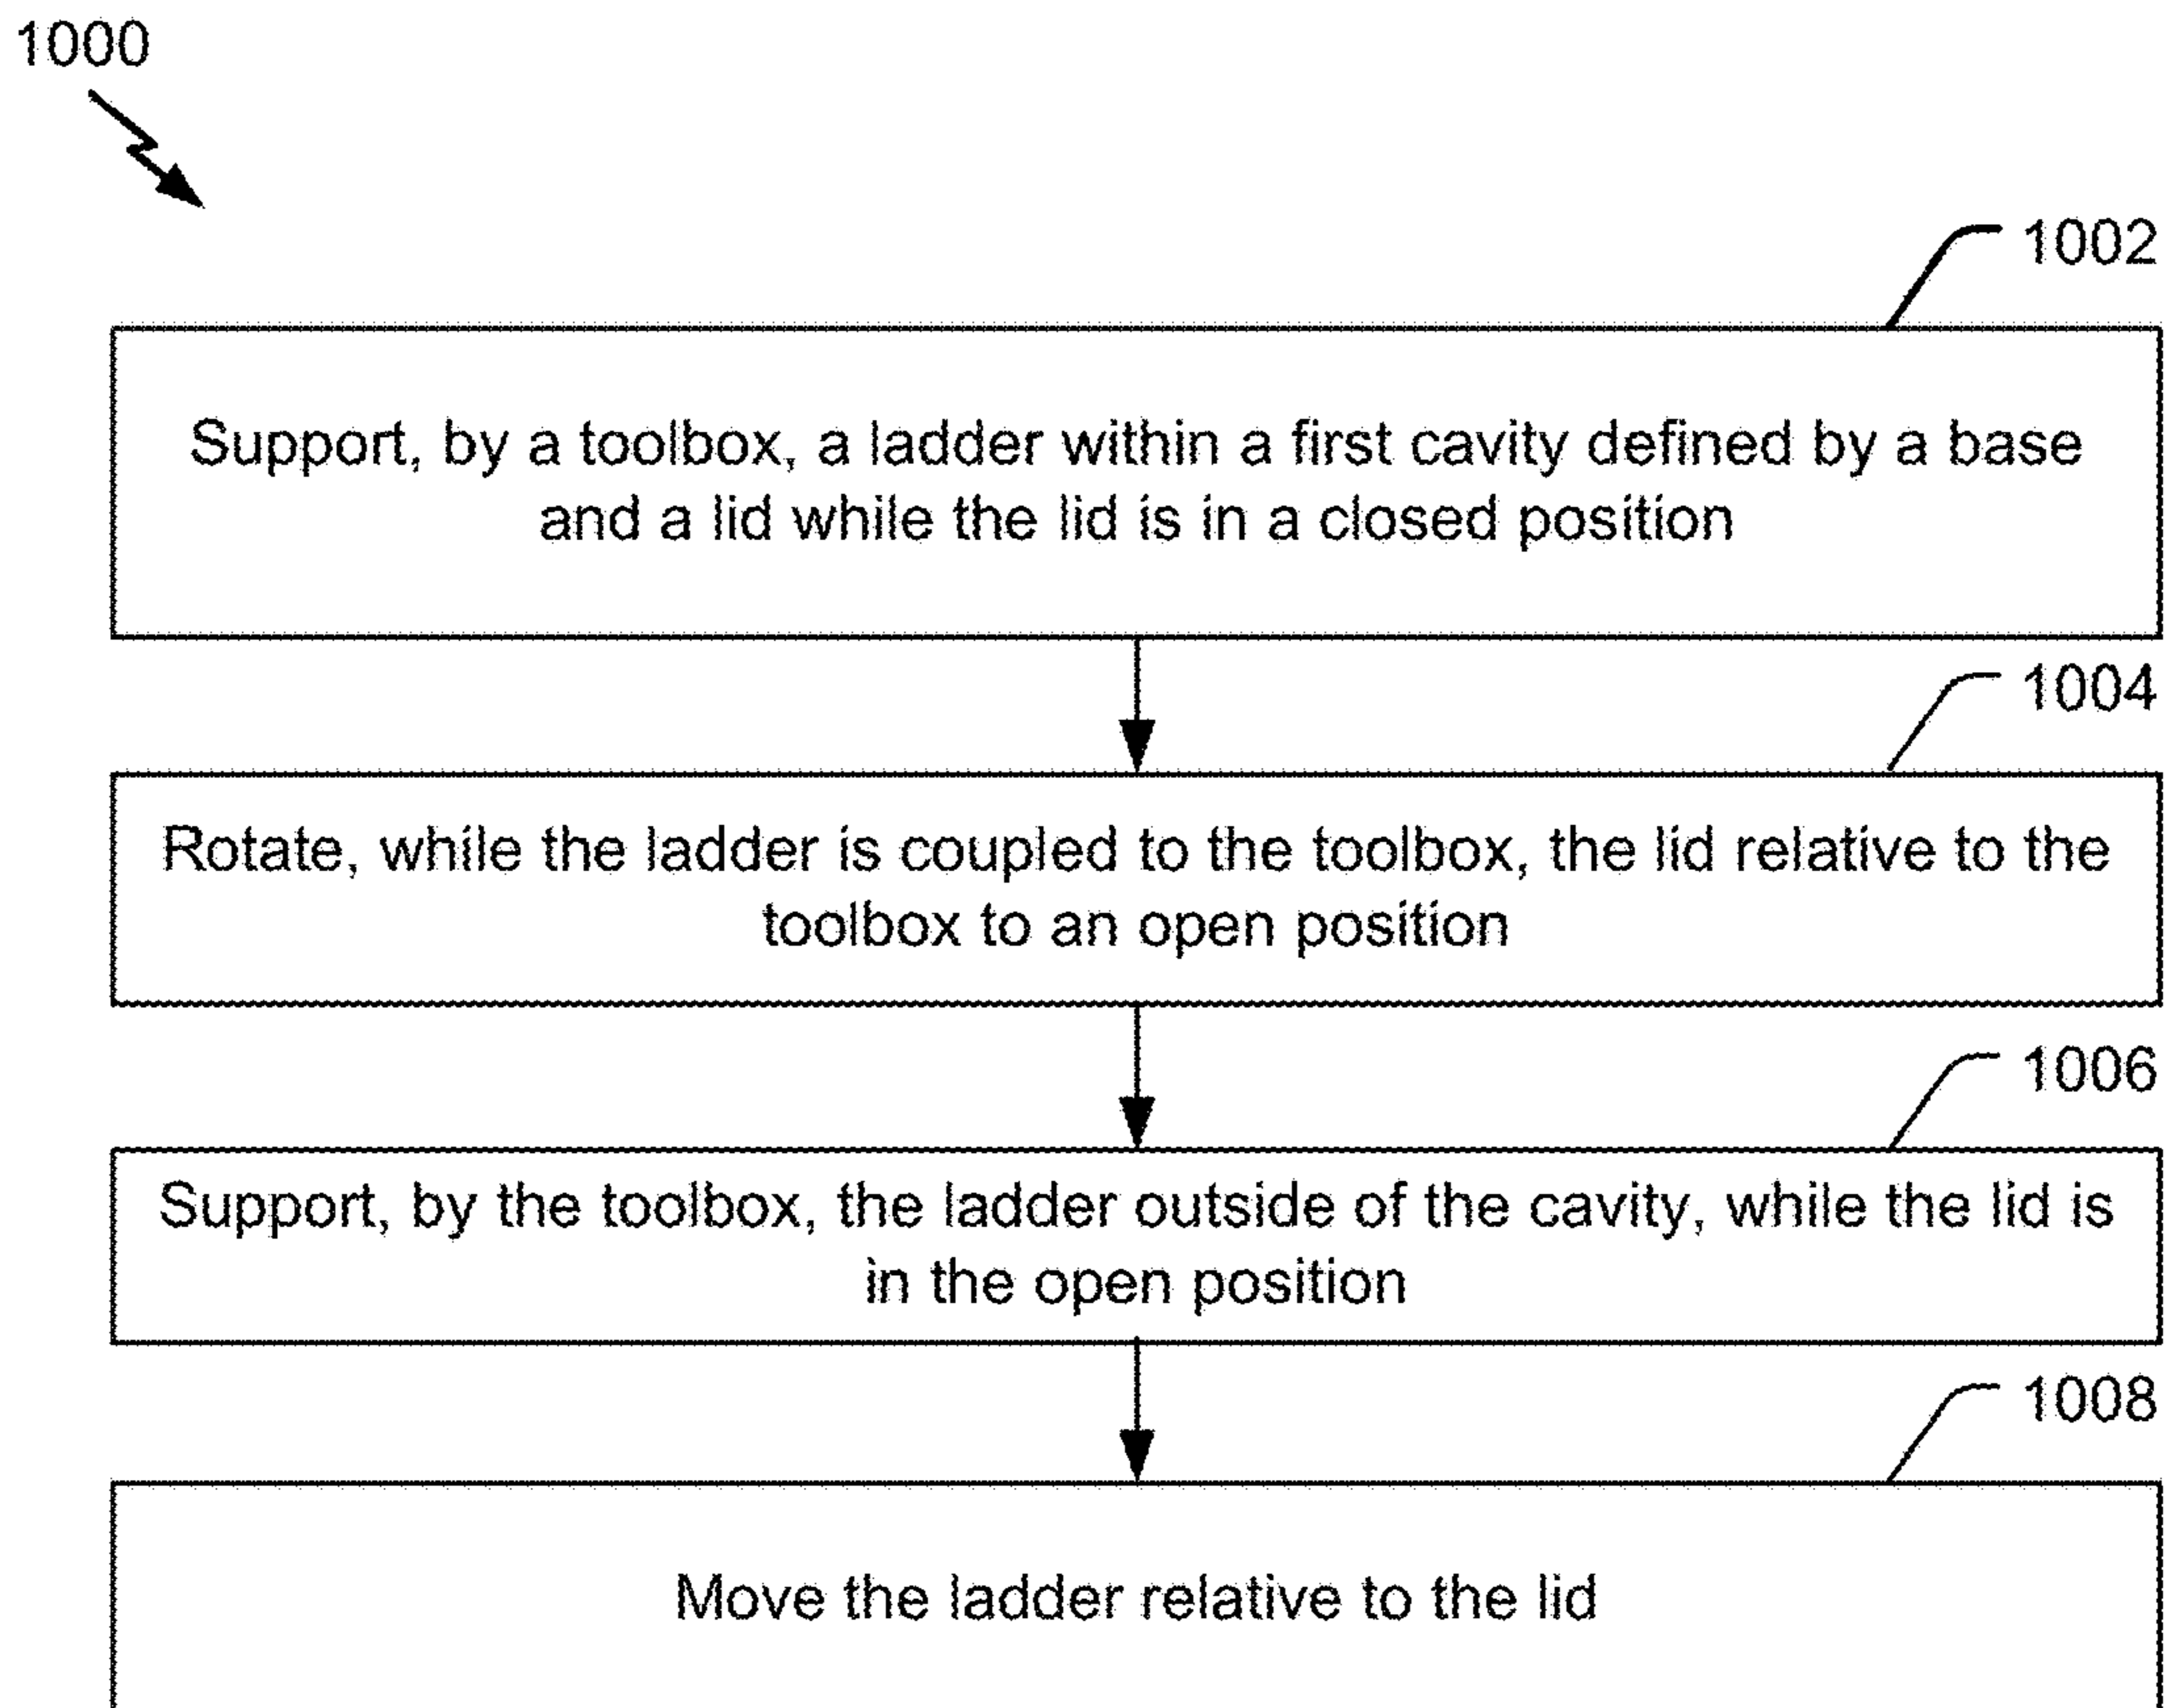 1000
1002
Support, by a toolbox, a ladder within a first cavity defined by a base
and a lid while the lid is in a closed position
1004
Rotate, while the ladder is coupled to the toolbox, the lid relative to the
toolbox to an open position
1006
Support, by the toolbox, the ladder outside of the cavity, while the lid is
in the open position
1008
Move the ladder relative to the lid